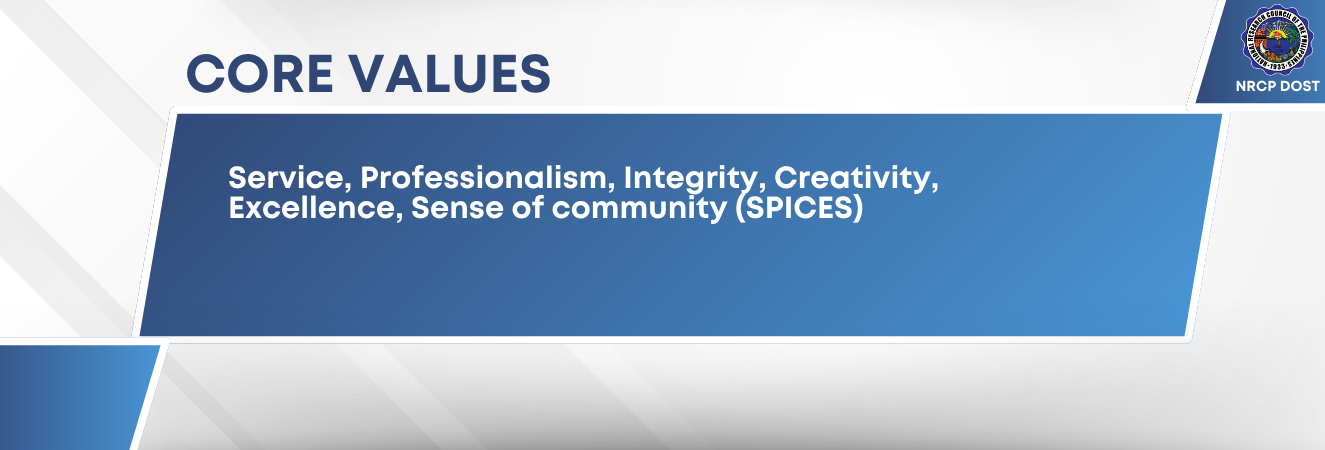 CORE VALUES
Service, Professionalism, Integrity, Creativity,
Excellence, Sense of community (SPICES)
NATIONAL RESEARCH COUNCIL OF THE PHILIPPINES
· 1933 ·
NRCP DOST